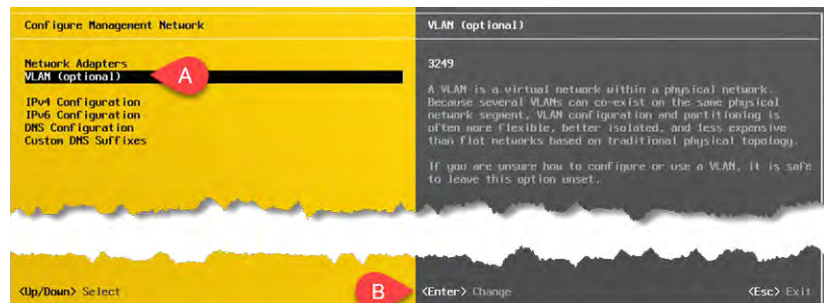 Configure Management Network
Network Adapters
VLAN (optional)
A
IPv4 Configuration
IPv6 Configuration
DNS Configuration
Custom DNS Suffixes
<Up/Down> Select
VLAN (optional)
3249
A VLAN is a virtual network within a physical network.
Because several VLANs can co-exist on the same physical
network segment, VLAN configuration and partitioning is
often more flexible, better isolated, and less expensive
than flat networks based on traditional physical topology.
If you are unsure how to configure or use a VLAN, it is safe
to leave this option unset.
B
<Enter> Change
<Esc> Exit